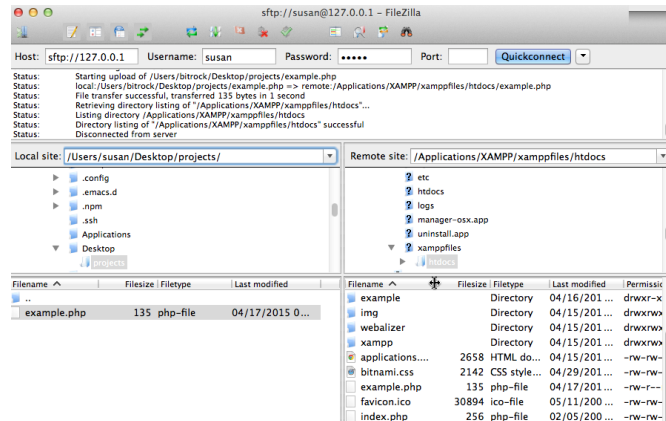 sftp://susan@127.0.0.1 - FileZilla
Host: sftp://127.0.0.1 Username: susan Password: ••••• Port: Quickconnect
Status: Starting upload of /Users/bitrock/Desktop/projects/example.php
Status: local:/Users/bitrock/Desktop/projects/example.php => remote:/Applications/XAMPP/xamppfiles/htdocs/example.php
Status: File transfer successful, transferred 135 bytes in 1 second
Status: Retrieving directory listing of "/Applications/XAMPP/xamppfiles/htdocs"...
Status: Listing directory /Applications/XAMPP/xamppfiles/htdocs
Status: Directory listing of "/Applications/XAMPP/xamppfiles/htdocs" successful
Status: Disconnected from server
Local site: /Users/susan/Desktop/projects/
.config
.emacs.d
.npm
.ssh
Applications
Desktop
projects
Filename Filesize Filetype Last modified
..
example.php 135 php-file 04/17/2015 0...
Remote site: /Applications/XAMPP/xamppfiles/htdocs
etc
htdocs
logs
manager-osx.app
uninstall.app
xamppfiles
htdocs
Filename Filesize Filetype Last modified Permissic
example Directory 04/16/201... drwxr-x
img Directory 04/15/201... drwxrwx
webalizer Directory 04/15/201... drwxrwx
xampp Directory 04/15/201... drwxrwx
applications.... 2658 HTML do... 04/15/201... -rw-rw-
bitnami.css 2142 CSS style... 04/29/201... -rw-rw-
example.php 135 php-file 04/17/201... -rw-r--
favicon.ico 30894 ico-file 05/11/200... -rw-rw-
index.php 256 php-file 02/05/200... -rw-rw-